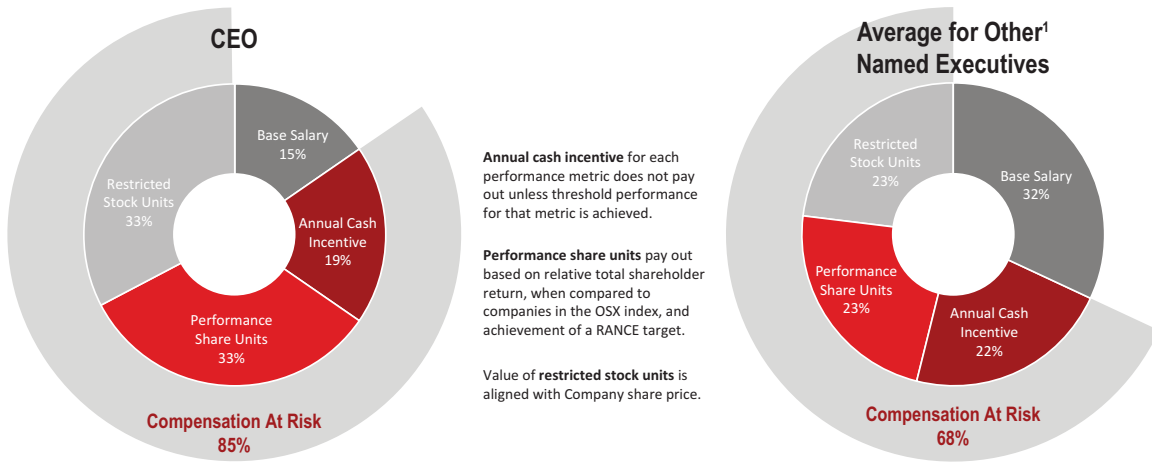 CEO
Base Salary
15%
Annual Cash
Incentive
19%
Performance
Share Units
33%
Restricted
Stock Units
33%
Compensation At Risk
85%
Annual cash incentive for each
performance metric does not pay
out unless threshold performance
for that metric is achieved.
Performance share units pay out
based on relative total shareholder
return, when compared to
companies in the OSX index, and
achievement of a RANCE target.
Value of restricted stock units is
aligned with Company share price.
Average for Other¹
Named Executives
Base Salary
32%
Annual Cash
Incentive
22%
Performance
Share Units
23%
Restricted
Stock Units
23%
Compensation At Risk
68%